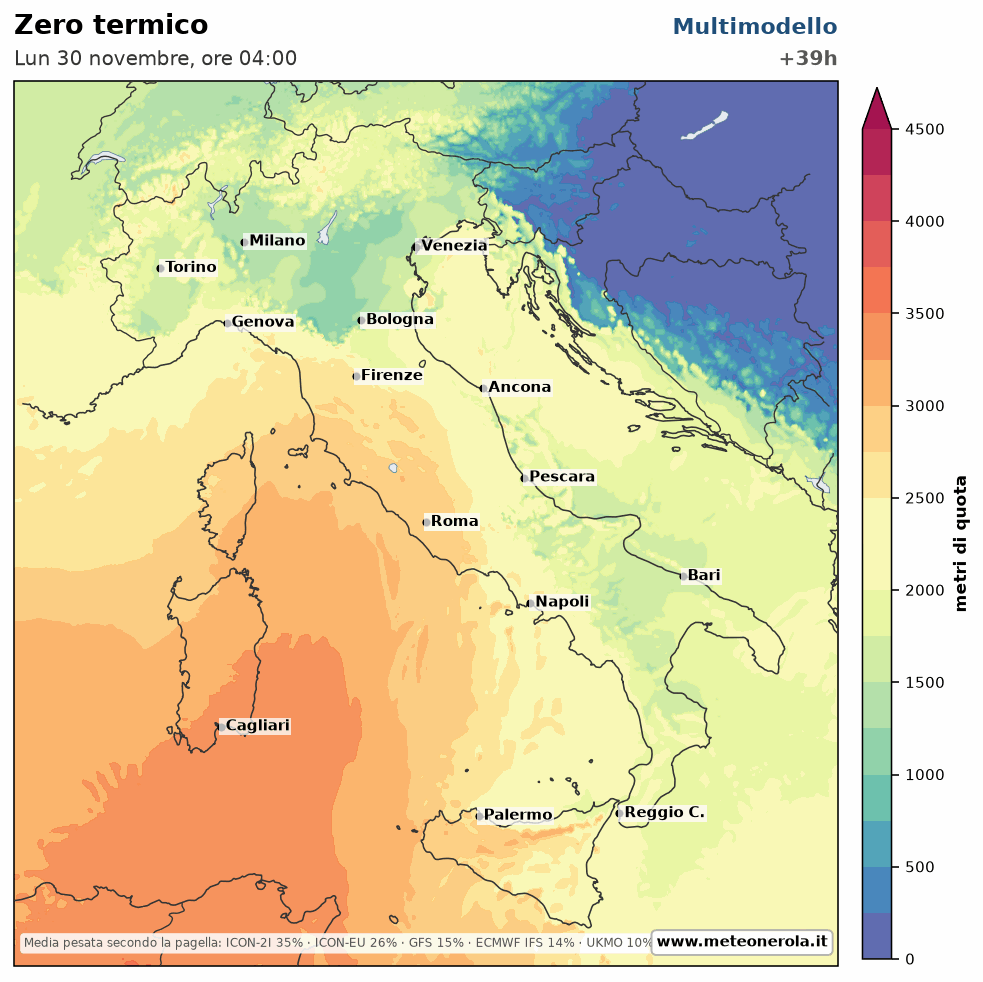 Zero termico
Multimodello
Lun 30 novembre, ore 04:00
+39h
Milano
Venezia
Torino
Genova
Bologna
Firenze
Ancona
Pescara
Roma
Bari
Napoli
Cagliari
Palermo
Reggio C.
4500
4000
3500
3000
2500
2000
1500
1000
500
0
metri di quota
Media pesata secondo la pagella: ICON-2I 35% · ICON-EU 26% · GFS 15% · ECMWF IFS 14% · UKMO 10%
www.meteonerola.it